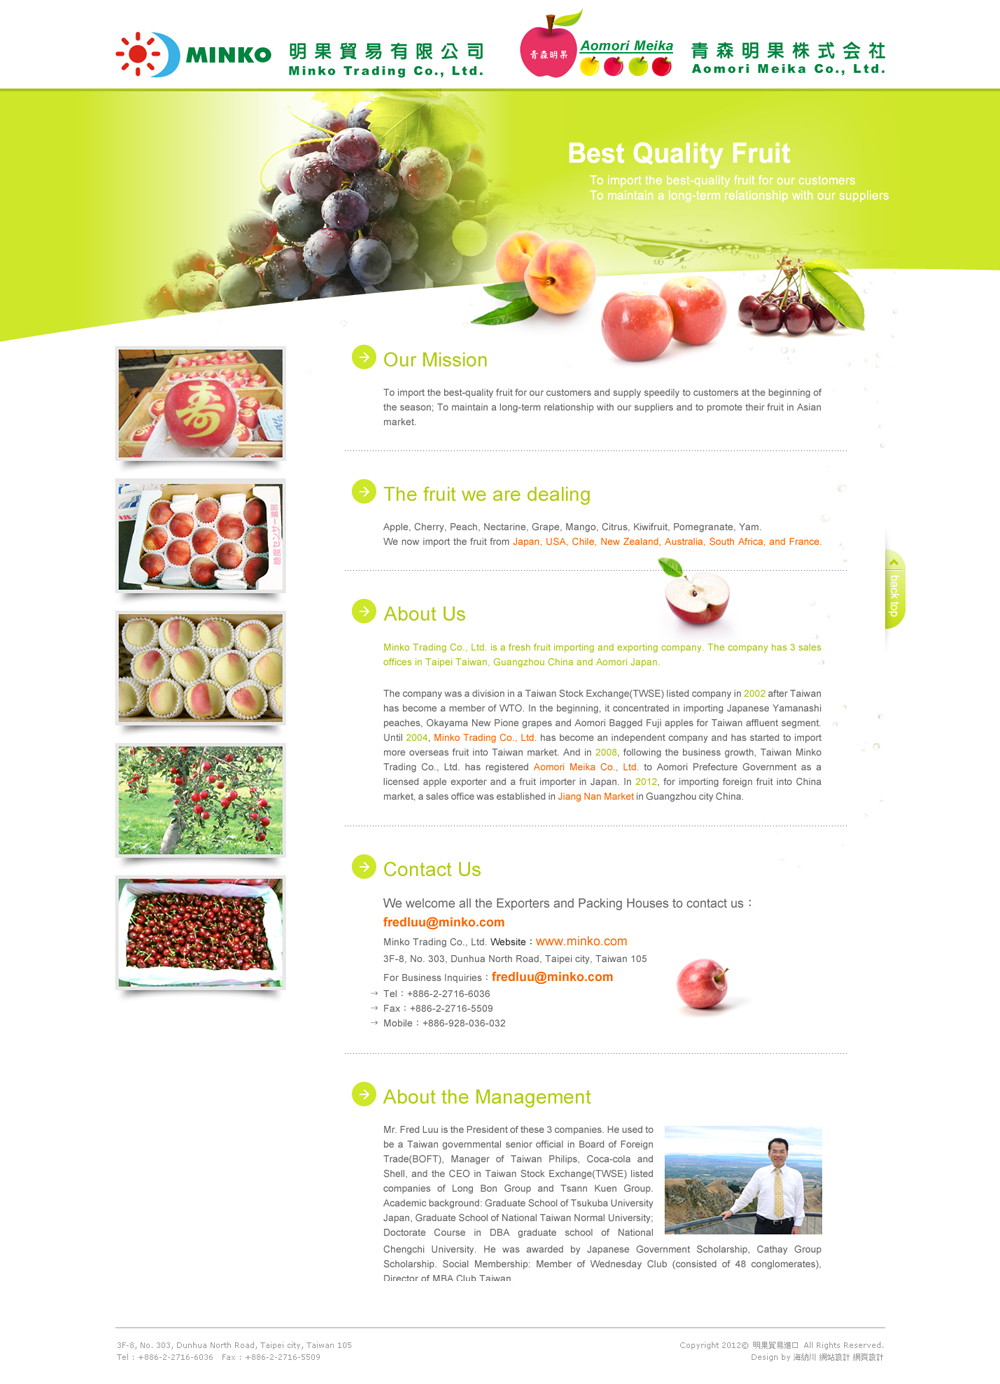 MINKO
明果貿易有限公司
Minko Trading Co., Ltd.
青森明果
Aomori Meika
青森明果株式会社
Aomori Meika Co., Ltd.
Best Quality Fruit
To import the best-quality fruit for our customers
To maintain a long-term relationship with our suppliers
寿
Our Mission
To import the best-quality fruit for our customers and supply speedily to customers at the beginning of
the season; To maintain a long-term relationship with our suppliers and to promote their fruit in Asian
market.
The fruit we are dealing
Apple, Cherry, Peach, Nectarine, Grape, Mango, Citrus, Kiwifruit, Pomegranate, Yam.
We now import the fruit from Japan, USA, Chile, New Zealand, Australia, South Africa, and France.
back top
About Us
Minko Trading Co., Ltd. is a fresh fruit importing and exporting company. The company has 3 sales
offices in Taipei Taiwan, Guangzhou China and Aomori Japan.
The company was a division in a Taiwan Stock Exchange(TWSE) listed company in 2002 after Taiwan
has become a member of WTO. In the beginning, it concentrated in importing Japanese Yamanashi
peaches, Okayama New Pione grapes and Aomori Bagged Fuji apples for Taiwan affluent segment.
Until 2004, Minko Trading Co., Ltd. has become an independent company and has started to import
more overseas fruit into Taiwan market. And in 2008, following the business growth, Taiwan Minko
Trading Co., Ltd. has registered Aomori Meika Co., Ltd. to Aomori Prefecture Government as a
licensed apple exporter and a fruit importer in Japan. In 2012, for importing foreign fruit into China
market, a sales office was established in Jiang Nan Market in Guangzhou city China.
Contact Us
We welcome all the Exporters and Packing Houses to contact us：
fredluu@minko.com
Minko Trading Co., Ltd. Website：www.minko.com
3F-8, No. 303, Dunhua North Road, Taipei city, Taiwan 105
For Business Inquiries：fredluu@minko.com
Tel：+886-2-2716-6036
Fax：+886-2-2716-5509
Mobile：+886-928-036-032
About the Management
Mr. Fred Luu is the President of these 3 companies. He used to
be a Taiwan governmental senior official in Board of Foreign
Trade(BOFT), Manager of Taiwan Philips, Coca-cola and
Shell, and the CEO in Taiwan Stock Exchange(TWSE) listed
companies of Long Bon Group and Tsann Kuen Group.
Academic background: Graduate School of Tsukuba University
Japan, Graduate School of National Taiwan Normal University;
Doctorate Course in DBA graduate school of National
Chengchi University. He was awarded by Japanese Government Scholarship, Cathay Group
Scholarship. Social Membership: Member of Wednesday Club (consisted of 48 conglomerates),
Director of MBA Club Taiwan
3F-8, No. 303, Dunhua North Road, Taipei city, Taiwan 105
Tel : +886-2-2716-6036 Fax : +886-2-2716-5509
Copyright 2012© 明果貿易進口 All Rights Reserved.
Design by 海納川 網站設計 網頁設計